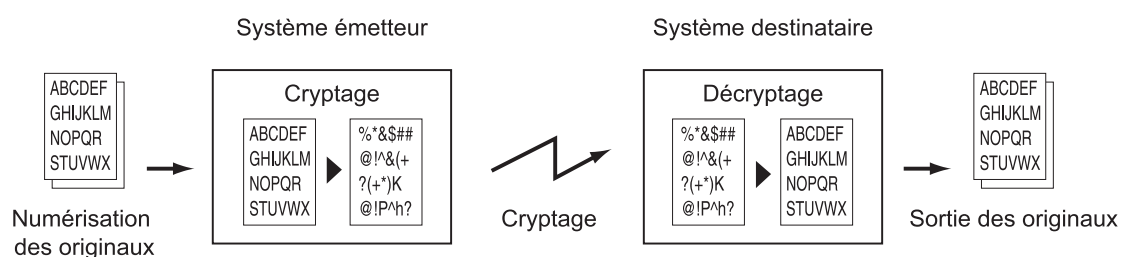 Système émetteur
Système destinataire
ABCDEF
GHIJKLM
NOPQR
STUVWX
Numérisation
des originaux
Cryptage
ABCDEF
GHIJKLM
NOPQR
STUVWX
%*&$##
@!^&(+
?(+*)K
@!P^h?
Cryptage
Décryptage
%*&$##
@!^&(+
?(+*)K
@!P^h?
ABCDEF
GHIJKLM
NOPQR
STUVWX
ABCDEF
GHIJKLM
NOPQR
STUVWX
Sortie des originaux